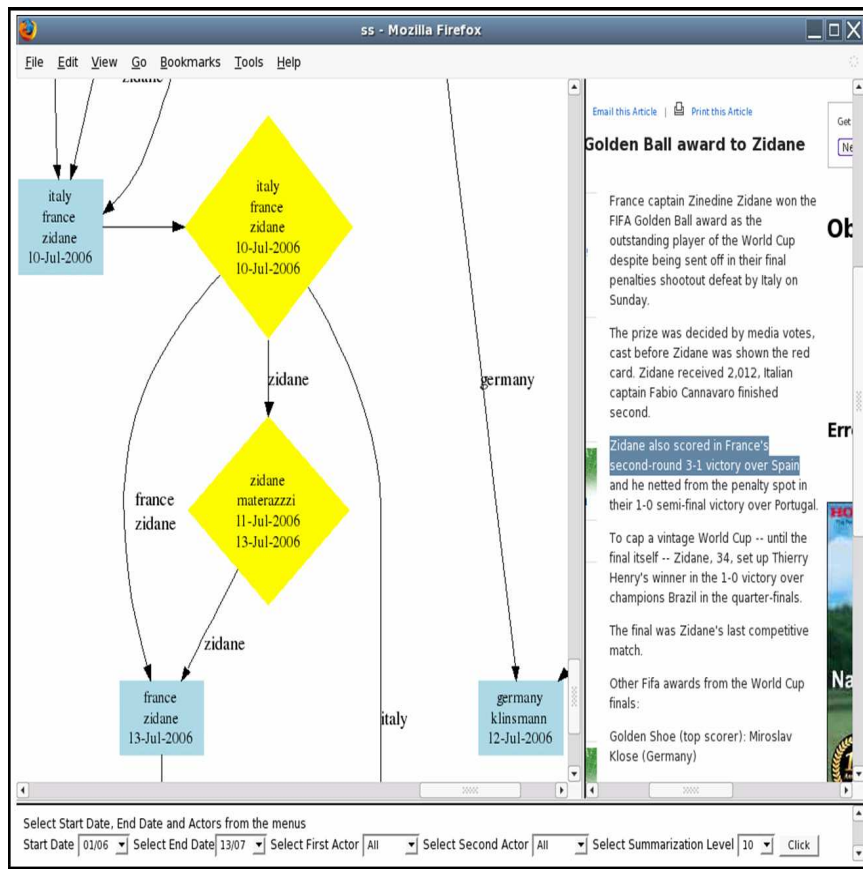 ss - Mozilla Firefox
File Edit View Go Bookmarks Tools Help
zidane
italy
france
zidane
10-Jul-2006
italy
france
zidane
10-Jul-2006
10-Jul-2006
zidane
germany
france
zidane
zidane
materazzzi
11-Jul-2006
13-Jul-2006
zidane
france
zidane
13-Jul-2006
italy
germany
klinsmann
12-Jul-2006
Email this Article | Print this Article
Golden Ball award to Zidane
France captain Zinedine Zidane won the
FIFA Golden Ball award as the
outstanding player of the World Cup
despite being sent off in their final
penalties shootout defeat by Italy on
Sunday.
The prize was decided by media votes,
cast before Zidane was shown the red
card. Zidane received 2,012, Italian
captain Fabio Cannavaro finished
second.
Zidane also scored in France's
second-round 3-1 victory over Spain
and he netted from the penalty spot in
their 1-0 semi-final victory over Portugal.
To cap a vintage World Cup -- until the
final itself -- Zidane, 34, set up Thierry
Henry's winner in the 1-0 victory over
champions Brazil in the quarter-finals.
The final was Zidane's last competitive
match.
Other Fifa awards from the World Cup
finals:
Golden Shoe (top scorer): Miroslav
Klose (Germany)
Get
Ne
Ob
Err
HO
Na
Select Start Date, End Date and Actors from the menus
Start Date 01/06 Select End Date 13/07 Select First Actor All Select Second Actor All Select Summarization Level 10 Click